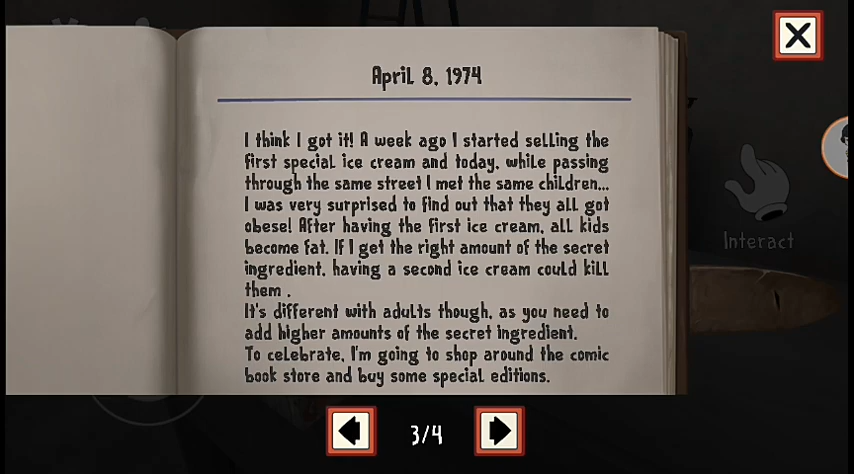 April 8, 1974
I think I got it! A week ago I started selling the
first special ice cream and today, while passing
through the same street I met the same children...
I was very surprised to find out that they all got
obese! After having the first ice cream, all kids
become fat. If I get the right amount of the secret
ingredient, having a second ice cream could kill
them .
It's different with adults though, as you need to
add higher amounts of the secret ingredient.
To celebrate, I'm going to shop around the comic
book store and buy some special editions.
Interact
3/4